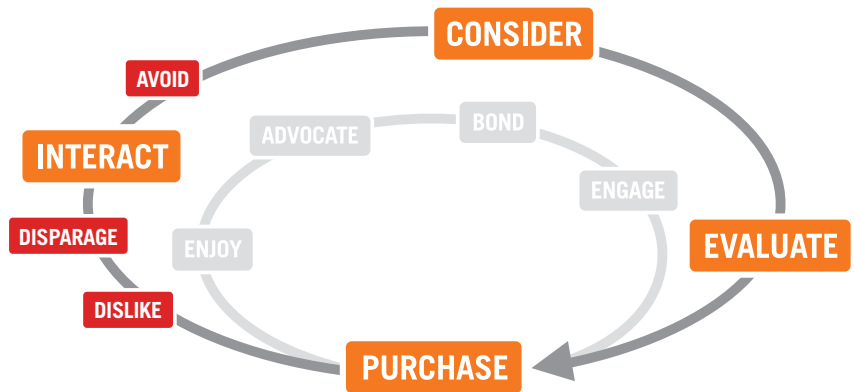 CONSIDER
AVOID
ADVOCATE
BOND
INTERACT
ENGAGE
DISPARAGE
ENJOY
EVALUATE
DISLIKE
PURCHASE